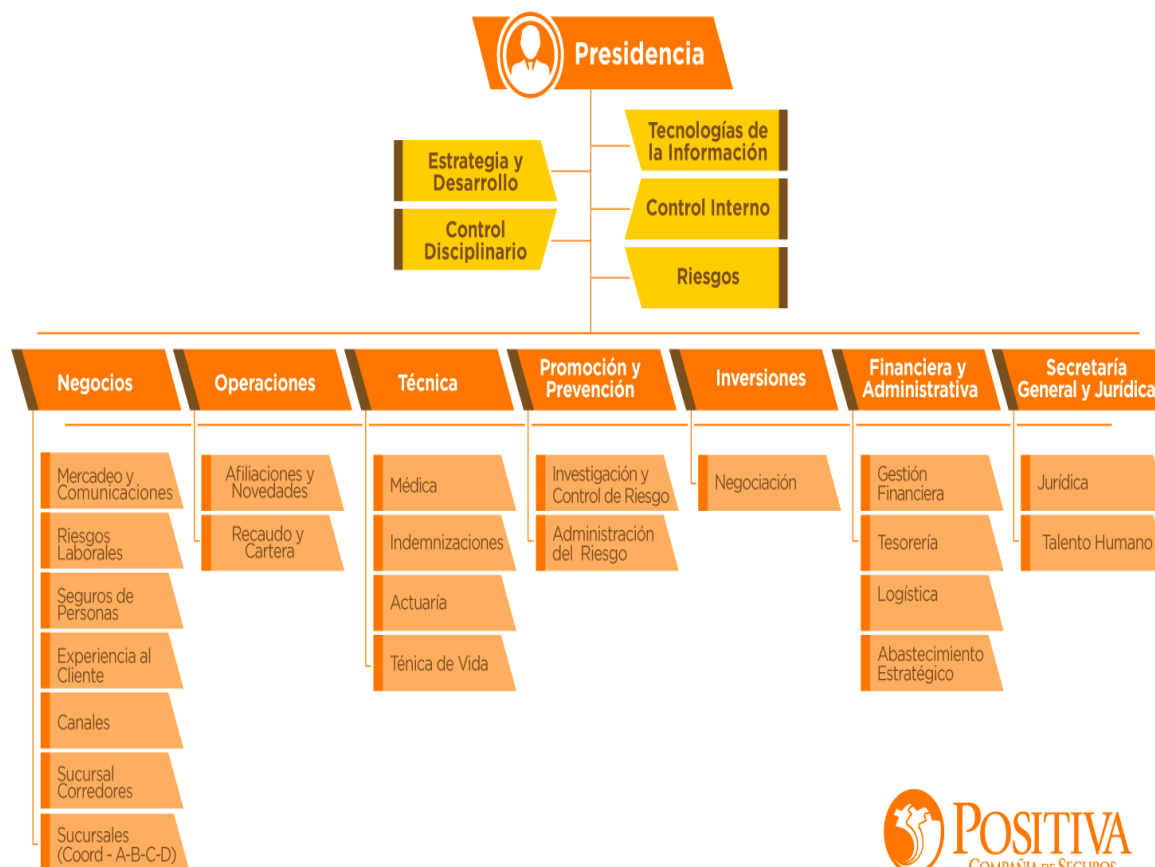 Presidencia
Estrategia y
Desarrollo
Control
Disciplinario
Tecnologías de
la Información
Control Interno
Riesgos
Negocios
Operaciones
Técnica
Promoción y
Prevención
Inversiones
Financiera y
Administrativa
Secretaría
General y Jurídica
Mercadeo y
Comunicaciones
Riesgos
Laborales
Seguros de
Personas
Experiencia al
Cliente
Canales
Sucursal
Corredores
Sucursales
(Coord - A-B-C-D)
Afiliaciones y
Novedades
Recaudo y
Cartera
Médica
Indemnizaciones
Actuaría
Ténica de Vida
Investigación y
Control de Riesgo
Administración
del Riesgo
Negociación
Gestión
Financiera
Tesorería
Logística
Abastecimiento
Estratégico
Jurídica
Talento Humano
POSITIVA
COMPAÑIA DE SEGUROS